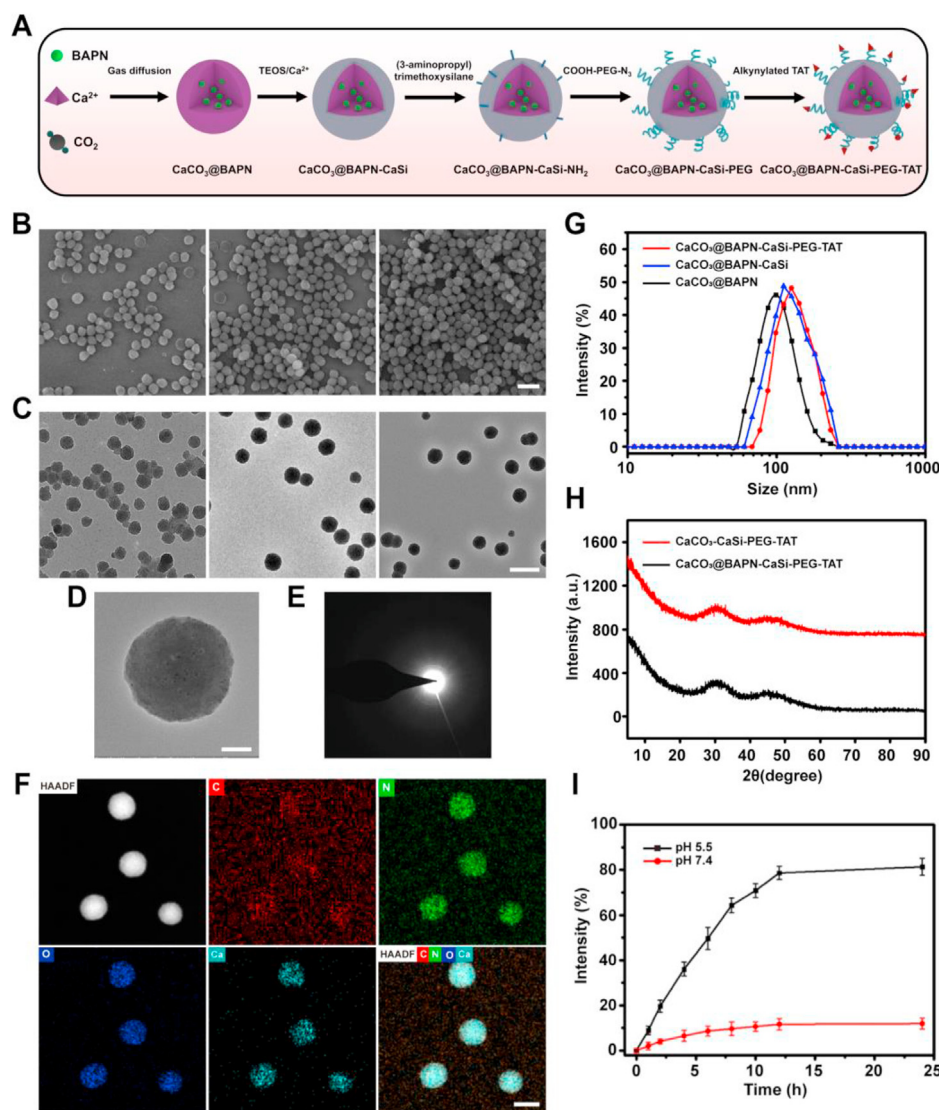 A
BAPN
Ca²⁺
CO₂
Gas diffusion
TEOS/Ca²⁺
(3-aminopropyl)
trimethoxysilane
COOH-PEG-N₃
Alkynylated TAT
CaCO₃@BAPN
CaCO₃@BAPN-CaSi
CaCO₃@BAPN-CaSi-NH₂
CaCO₃@BAPN-CaSi-PEG
CaCO₃@BAPN-CaSi-PEG-TAT
B
C
D
E
F
HAADF
C
N
O
Ca
HAADF C N O Ca
G
CaCO₃@BAPN-CaSi-PEG-TAT
CaCO₃@BAPN-CaSi
CaCO₃@BAPN
Intensity (%)
60
50
40
30
20
10
0
10 100 1000
Size (nm)
H
CaCO₃-CaSi-PEG-TAT
CaCO₃@BAPN-CaSi-PEG-TAT
Intensity (a.u.)
1600
1200
800
400
0
10 20 30 40 50 60 70 80 90
2θ(degree)
I
pH 5.5
pH 7.4
Intensity (%)
100
80
60
40
20
0
0 5 10 15 20 25
Time (h)